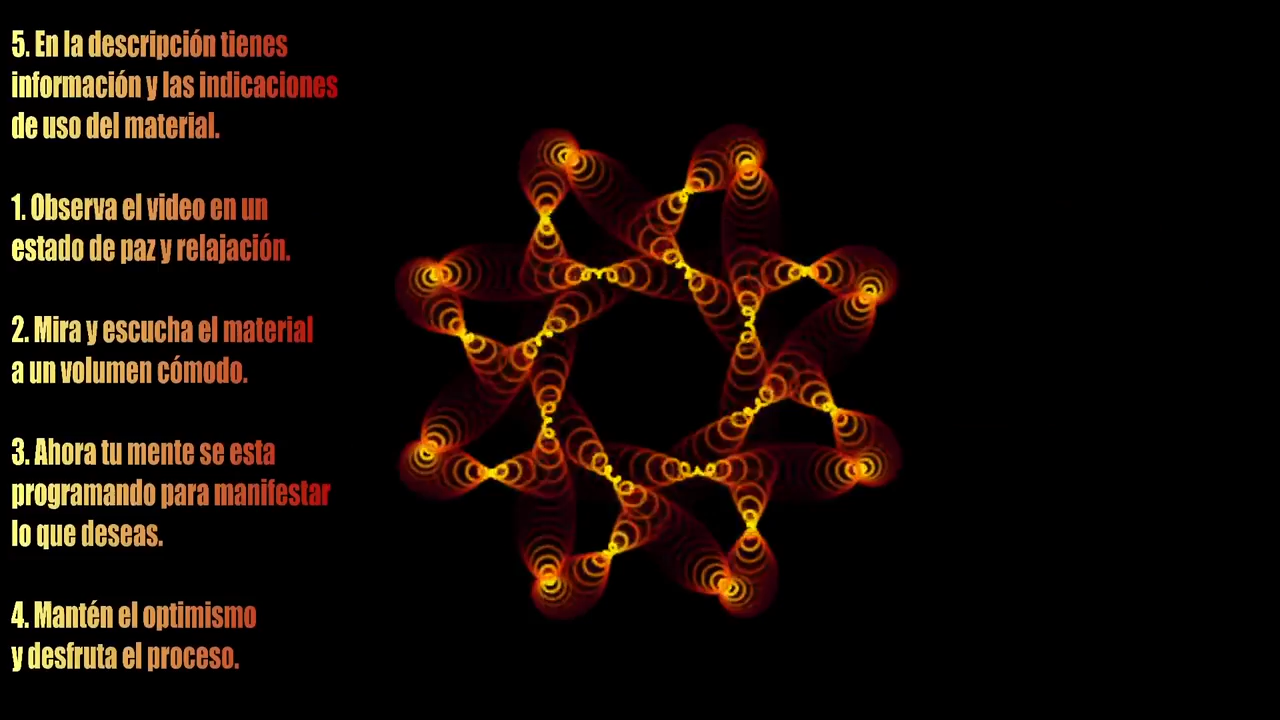 5. En la descripción tienes
información y las indicaciones
de uso del material.
1. Observa el video en un
estado de paz y relajación.
2. Mira y escucha el material
a un volumen cómodo.
3. Ahora tu mente se esta
programando para manifestar
lo que deseas.
4. Mantén el optimismo
y desfruta el proceso.